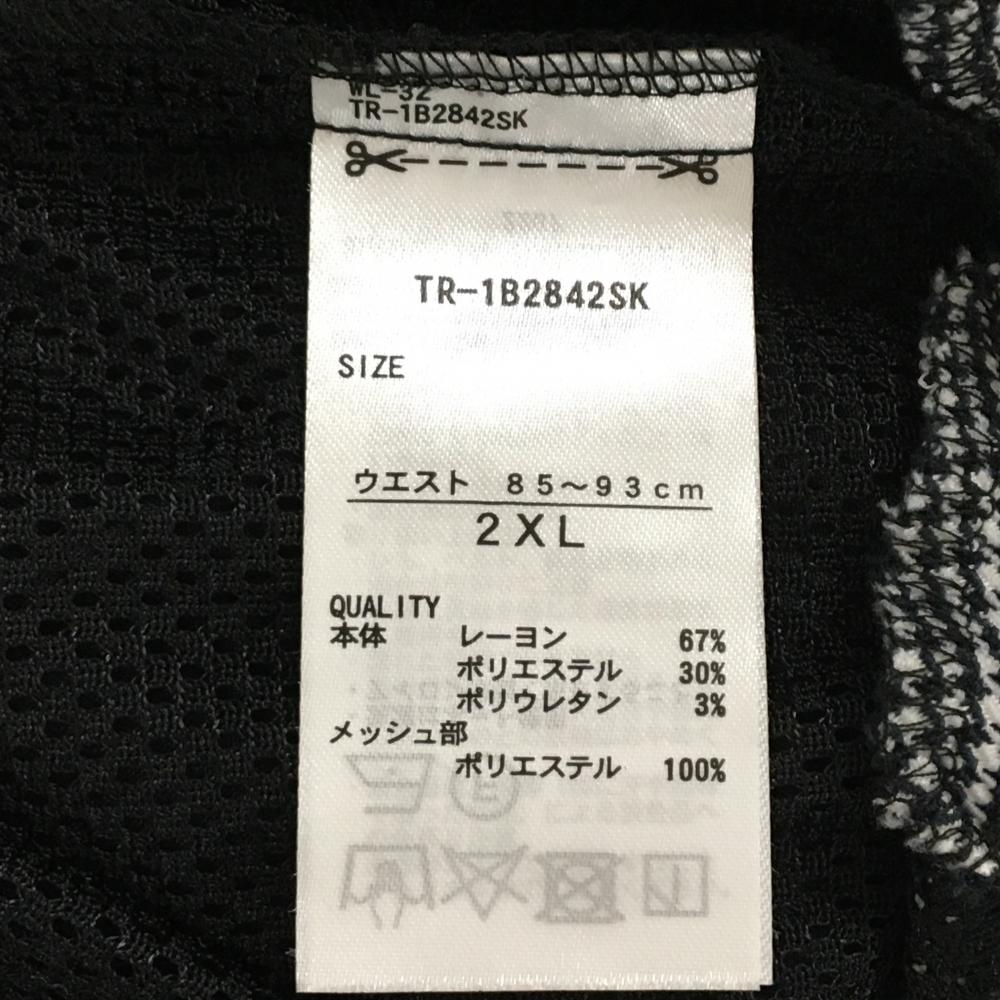 WL-32
TR-1B2842SK
TR-1B2842SK
SIZE
ウエスト 85〜93cm
2XL
QUALITY
本体 レーヨン 67%
ポリエステル 30%
ポリウレタン 3%
メッシュ部
ポリエステル 100%